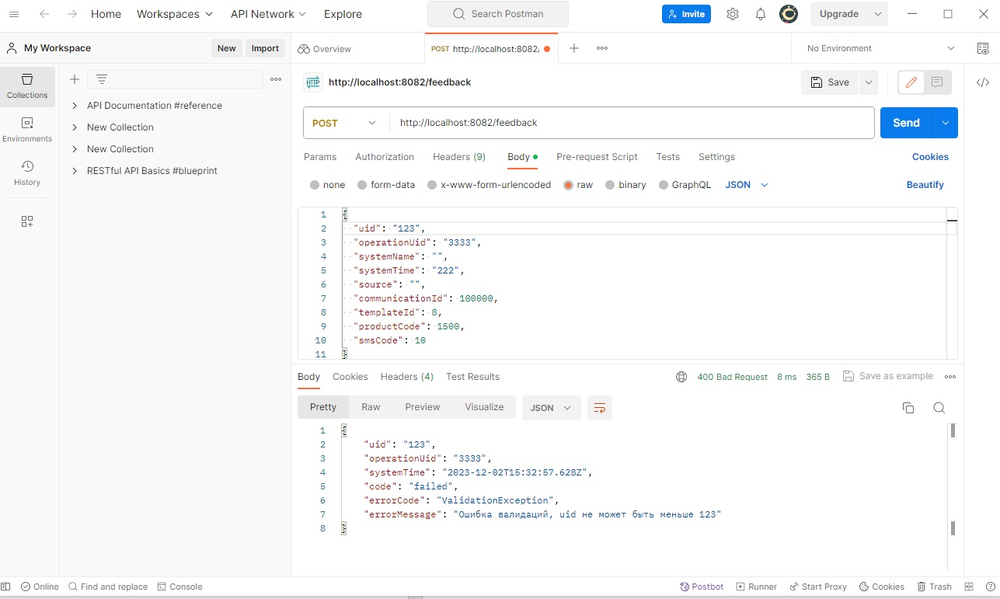 Home Workspaces API Network Explore Search Postman Invite Upgrade
My Workspace New Import Overview POST http://localhost:8082/ No Environment
Collections
Environments
History
API Documentation #reference
New Collection
New Collection
RESTful API Basics #blueprint
HTTP http://localhost:8082/feedback Save
POST http://localhost:8082/feedback Send
Params Authorization Headers (9) Body Pre-request Script Tests Settings Cookies
none form-data x-www-form-urlencoded raw binary GraphQL JSON Beautify
1 {
2 "uid": "123",
3 "operationUid": "3333",
4 "systemName": "",
5 "systemTime": "222",
6 "source": "",
7 "communicationId": 100000,
8 "templateId": 8,
9 "productCode": 1500,
10 "smsCode": 10
11 }
Body Cookies Headers (4) Test Results 400 Bad Request 8 ms 365 B Save as example
Pretty Raw Preview Visualize JSON
1 {
2 "uid": "123",
3 "operationUid": "3333",
4 "systemTime": "2023-12-02T15:32:57.628Z",
5 "code": "failed",
6 "errorCode": "ValidationException",
7 "errorMessage": "Ошибка валидаций, uid не может быть меньше 123"
8 }
Online Find and replace Console Postbot Runner Start Proxy Cookies Trash